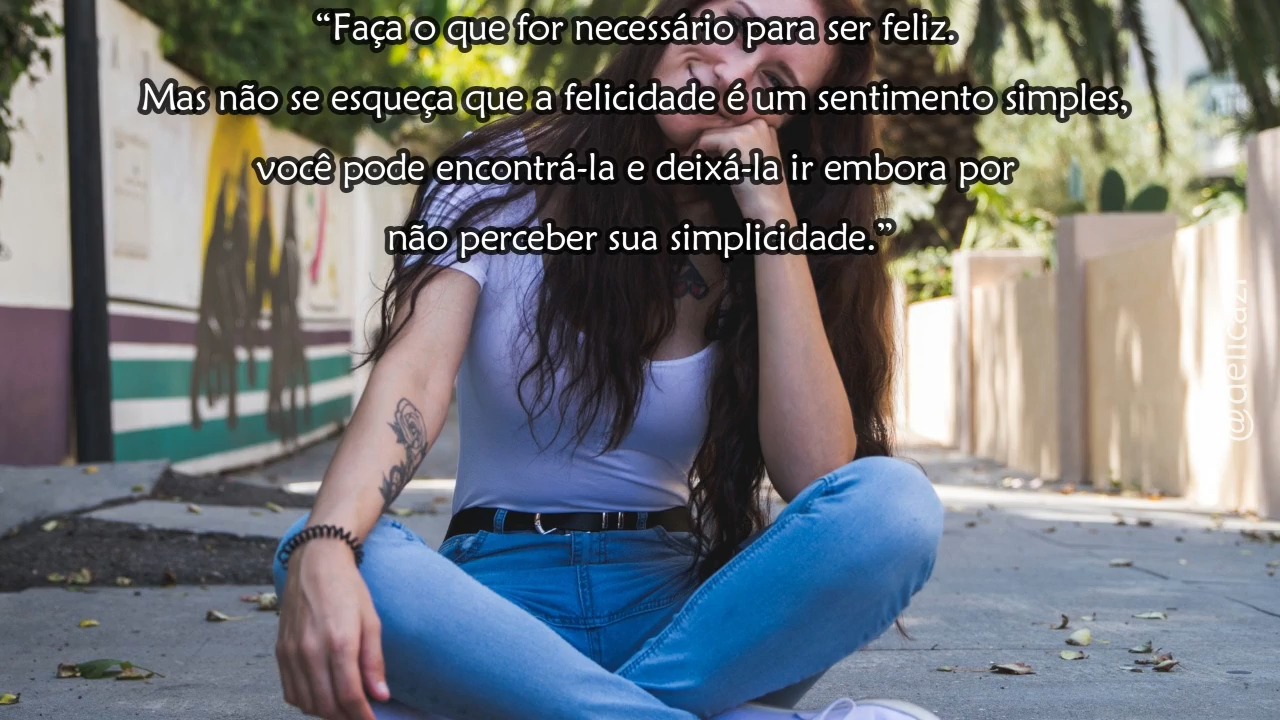 “Faça o que for necessário para ser feliz.
Mas não se esqueça que a felicidade é um sentimento simples,
você pode encontrá-la e deixá-la ir embora por
não perceber sua simplicidade.”
@delicazi